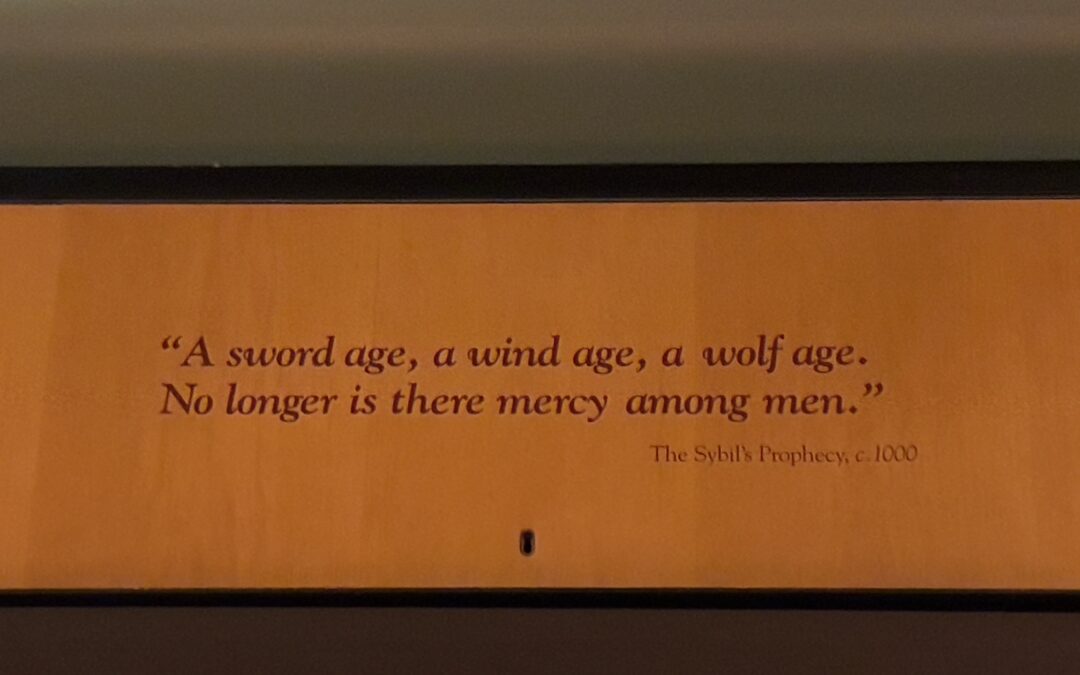 “A sword age, a wind age, a wolf age.
No longer is there mercy among men.”
The Sybil's Prophecy, c.1000